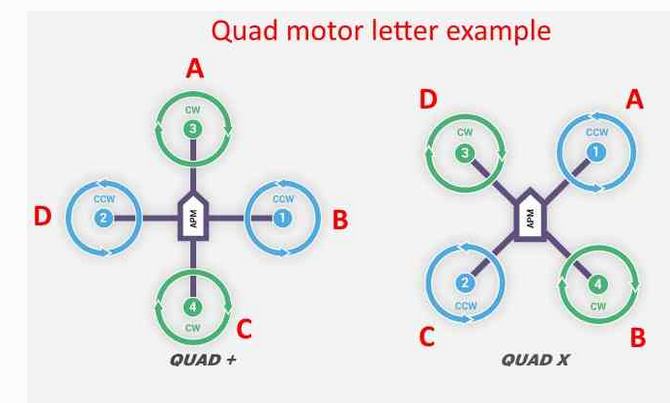 Quad motor letter example
A
CW
3
D
CCW
2
APM
CCW
1
B
4
CW
C
QUAD +
D
CW
3
A
CCW
1
APM
2
CCW
C
4
CW
B
QUAD X